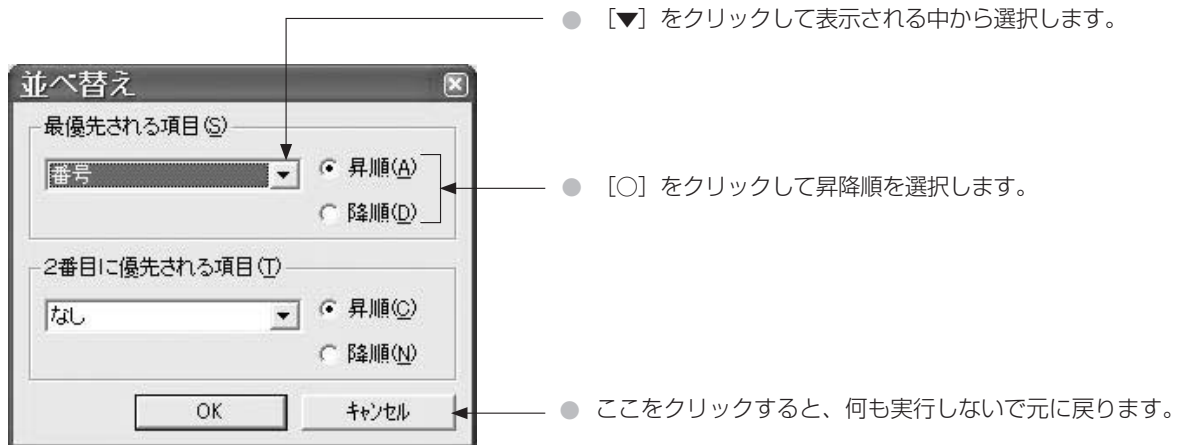 [▼]をクリックして表示される中から選択します。
並べ替え
最優先される項目(S)
番号
昇順(A)
降順(D)
[○]をクリックして昇降順を選択します。
2番目に優先される項目(T)
なし
昇順(C)
降順(N)
OK
キャンセル
ここをクリックすると、何も実行しないで元に戻ります。